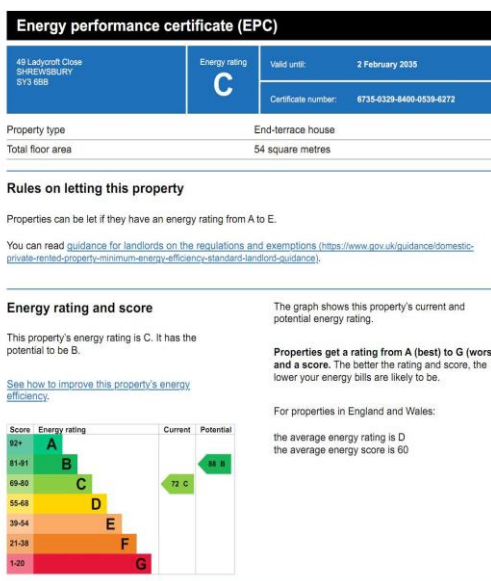 Energy performance certificate (EPC)
49 Ladycroft Close
SHREWSBURY
SY3 6BB
Energy rating
C
Valid until:
2 February 2035
Certificate number:
6735-0329-8400-0539-6272
Property type
End-terrace house
Total floor area
54 square metres
Rules on letting this property
Properties can be let if they have an energy rating from A to E.
You can read guidance for landlords on the regulations and exemptions (https://www.gov.uk/guidance/domestic-
private-rented-property-minimum-energy-efficiency-standard-landlord-guidance).
Energy rating and score
This property's energy rating is C. It has the
potential to be B.
See how to improve this property's energy
efficiency.
Score Energy rating Current Potential
92+ A
81-91 B 88 B
69-80 C 72 C
55-68 D
39-54 E
21-38 F
1-20 G
The graph shows this property's current and
potential energy rating.
Properties get a rating from A (best) to G (wors
and a score. The better the rating and score, the
lower your energy bills are likely to be.
For properties in England and Wales:
the average energy rating is D
the average energy score is 60